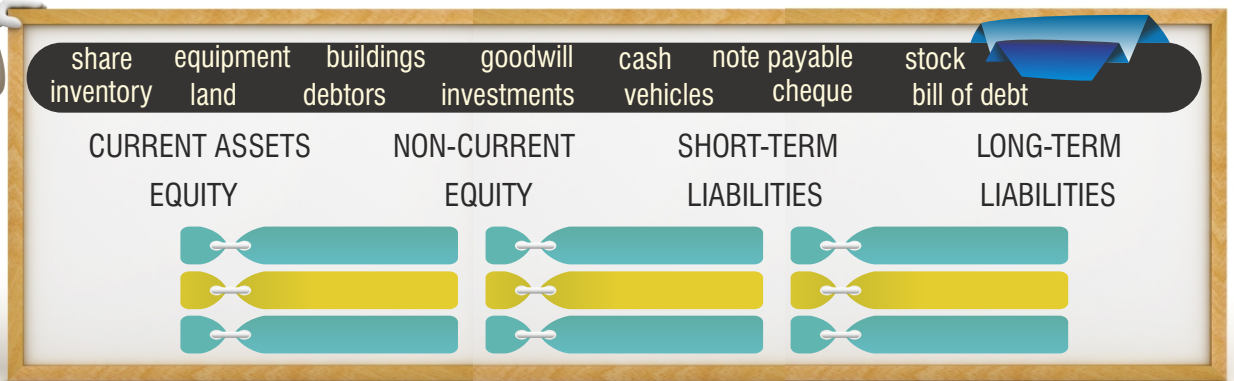 share equipment buildings goodwill cash note payable stock
inventory land debtors investments vehicles cheque bill of debt
CURRENT ASSETS NON-CURRENT SHORT-TERM LONG-TERM
EQUITY EQUITY LIABILITIES LIABILITIES